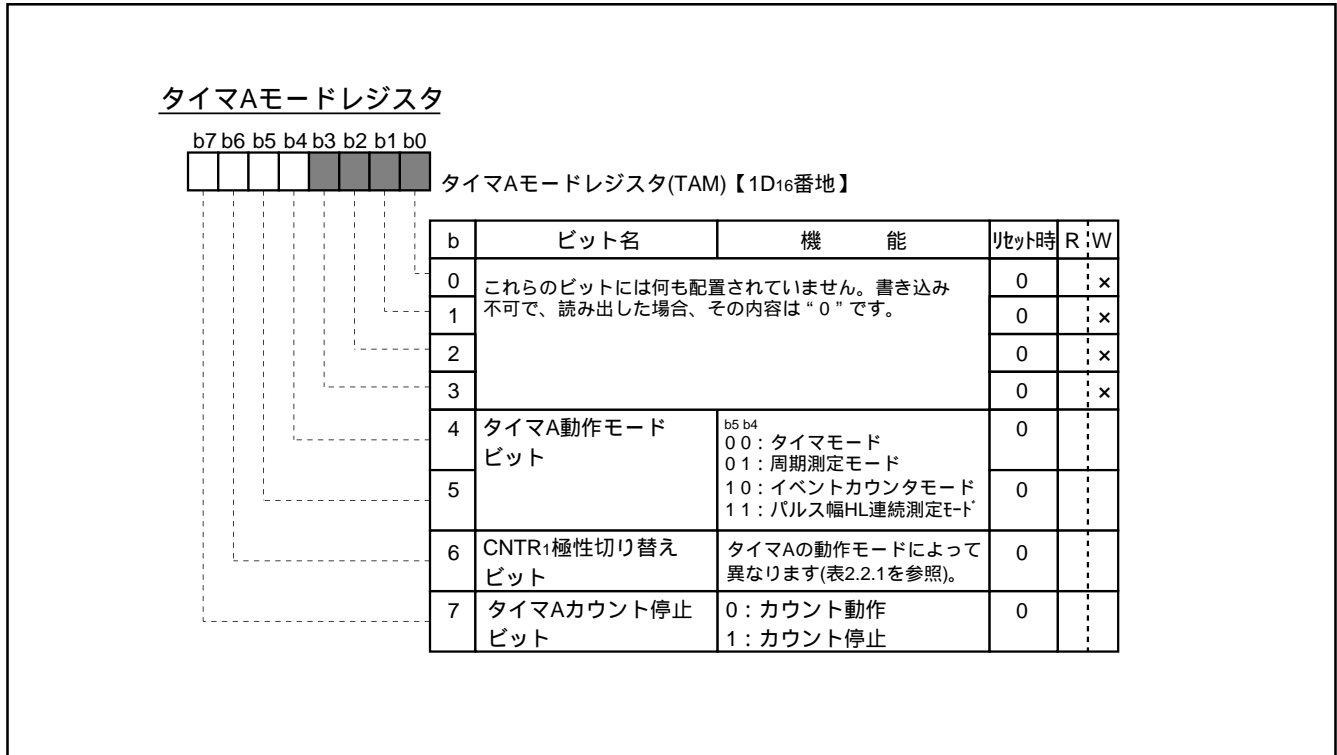 タイマAモードレジスタ
b7 b6 b5 b4 b3 b2 b1 b0
タイマAモードレジスタ(TAM)【1D16番地】
b ビット名 機 能 リセット時 R W
0 これらのビットには何も配置されていません。書き込み 0 ×
1 不可で、読み出した場合、その内容は“0”です。 0 ×
2 0 ×
3 0 ×
4 タイマA動作モード b5 b4 0
ビット 0 0:タイマモード
0 1:周期測定モード
5 1 0:イベントカウンタモード 0
1 1:パルス幅HL連続測定モード
6 CNTR1極性切り替え タイマAの動作モードによって 0
ビット 異なります(表2.2.1を参照)。
7 タイマAカウント停止 0:カウント動作 0
ビット 1:カウント停止